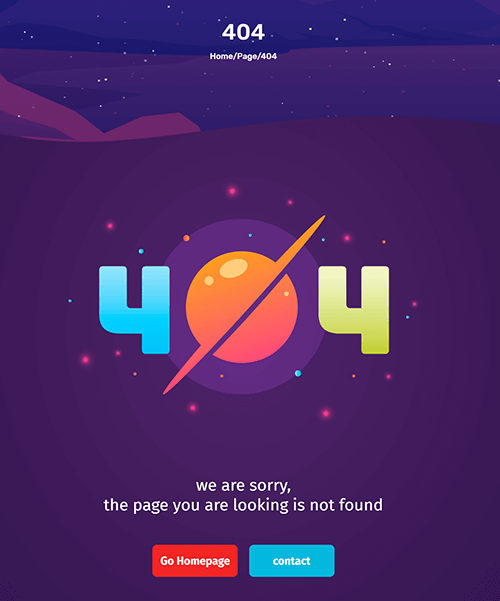 404
Home/Page/404
404
we are sorry,
the page you are looking is not found
Go Homepage
contact